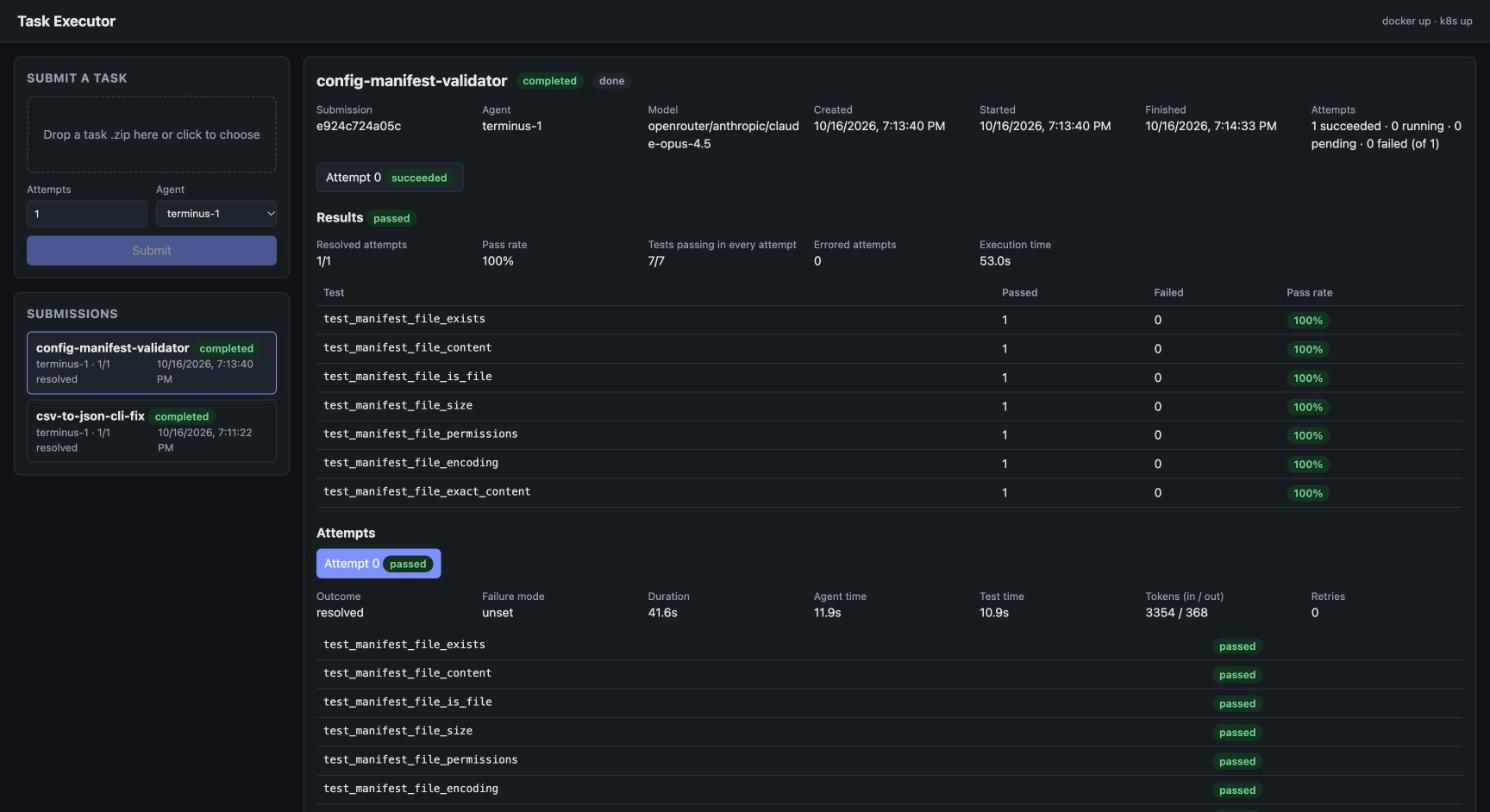 Task Executor
docker up · k8s up
SUBMIT A TASK
Drop a task .zip here or click to choose
Attempts
Agent
1
terminus-1
Submit
SUBMISSIONS
config-manifest-validator completed
terminus-1 · 1/1 resolved
10/16/2026, 7:13:40 PM
csv-to-json-cli-fix completed
terminus-1 · 1/1 resolved
10/16/2026, 7:11:22 PM
config-manifest-validator completed done
Submission
e924c724a05c
Agent
terminus-1
Model
openrouter/anthropic/claud
e-opus-4.5
Created
10/16/2026, 7:13:40 PM
Started
10/16/2026, 7:13:40 PM
Finished
10/16/2026, 7:14:33 PM
Attempts
1 succeeded · 0 running · 0
pending · 0 failed (of 1)
Attempt 0 succeeded
Results passed
Resolved attempts
1/1
Pass rate
100%
Tests passing in every attempt
7/7
Errored attempts
0
Execution time
53.0s
Test Passed Failed Pass rate
test_manifest_file_exists 1 0 100%
test_manifest_file_content 1 0 100%
test_manifest_file_is_file 1 0 100%
test_manifest_file_size 1 0 100%
test_manifest_file_permissions 1 0 100%
test_manifest_file_encoding 1 0 100%
test_manifest_file_exact_content 1 0 100%
Attempts
Attempt 0 passed
Outcome
resolved
Failure mode
unset
Duration
41.6s
Agent time
11.9s
Test time
10.9s
Tokens (in / out)
3354 / 368
Retries
0
test_manifest_file_exists passed
test_manifest_file_content passed
test_manifest_file_is_file passed
test_manifest_file_size passed
test_manifest_file_permissions passed
test_manifest_file_encoding passed